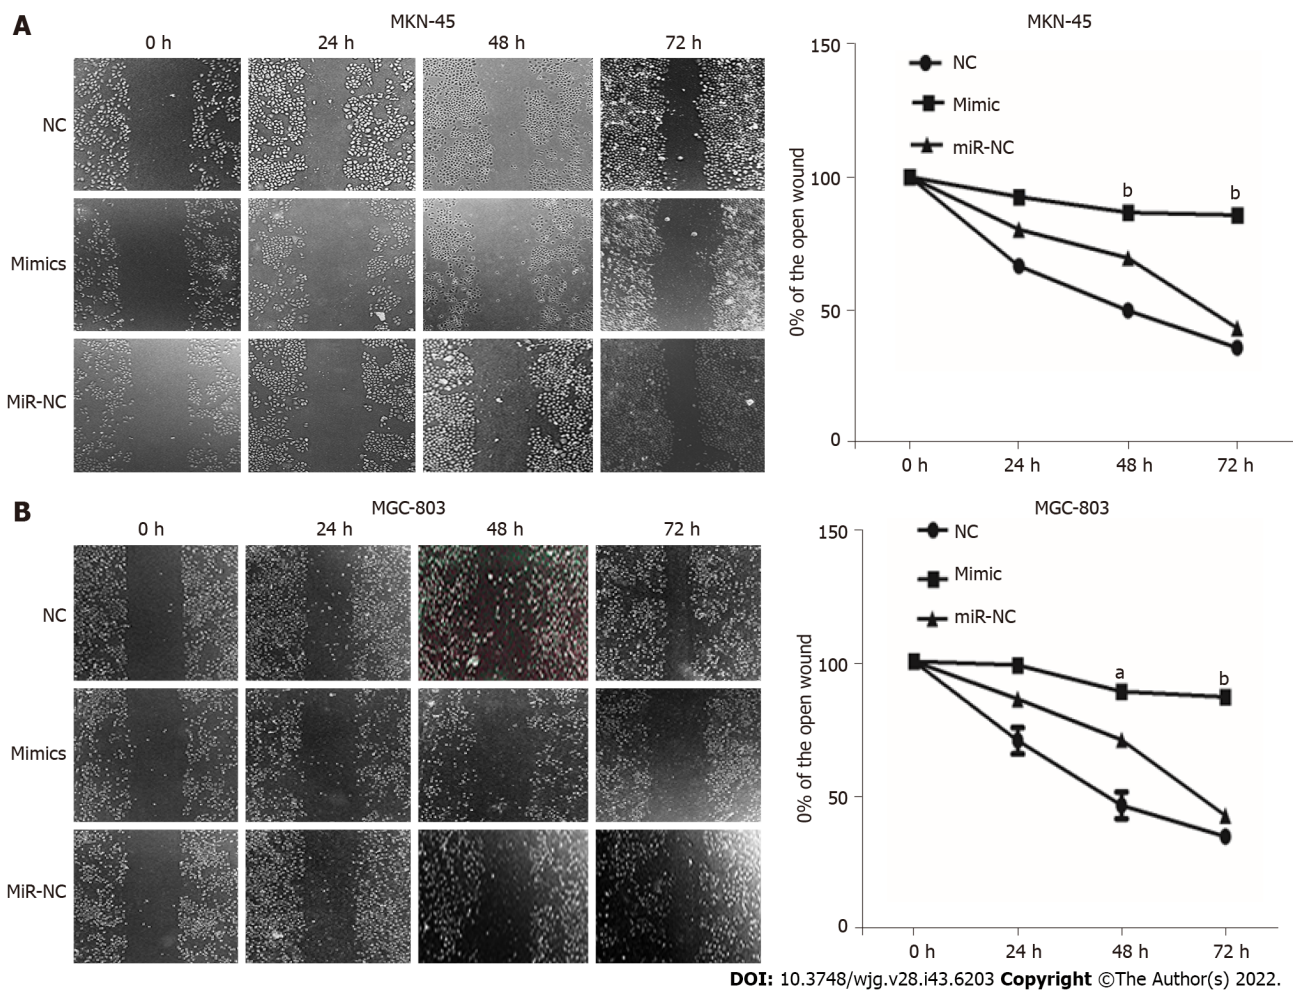 A
MKN-45
0 h 24 h 48 h 72 h
NC
Mimics
MiR-NC
MKN-45
NC
Mimic
miR-NC
0% of the open wound
150
100
50
0
b b
0 h 24 h 48 h 72 h
B
MGC-803
0 h 24 h 48 h 72 h
NC
Mimics
MiR-NC
MGC-803
NC
Mimic
miR-NC
0% of the open wound
150
100
50
0
a b
0 h 24 h 48 h 72 h
DOI: 10.3748/wjg.v28.i43.6203 Copyright ©The Author(s) 2022.